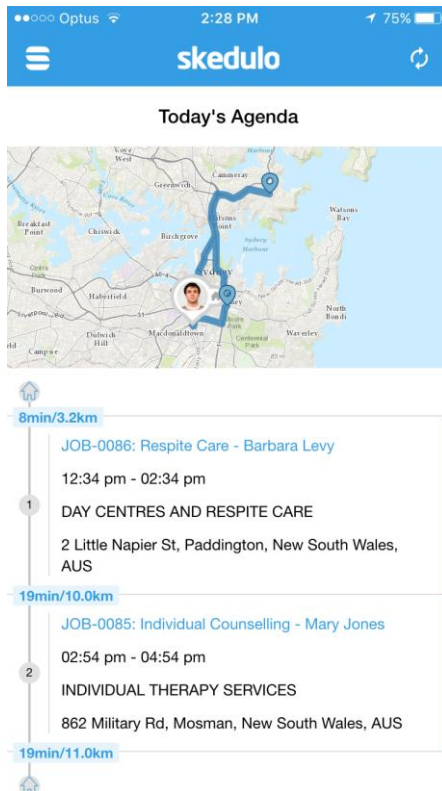 Optus 2:28 PM 75%
skedulo
Today's Agenda
Cammeray
Greenwich
Watsons
Bay
Breakfast
Point
Chiswick
Birchgrove
Sydney
Harbour
Burwood
Haberfield
North
Bondi
Dulwich
Hill
Macdonaldtown
Centennial
Park
Waverley
Campsie
8min/3.2km
JOB-0086: Respite Care - Barbara Levy
12:34 pm - 02:34 pm
1
DAY CENTRES AND RESPITE CARE
2 Little Napier St, Paddington, New South Wales,
AUS
19min/10.0km
JOB-0085: Individual Counselling - Mary Jones
02:54 pm - 04:54 pm
2
INDIVIDUAL THERAPY SERVICES
862 Military Rd, Mosman, New South Wales, AUS
19min/11.0km